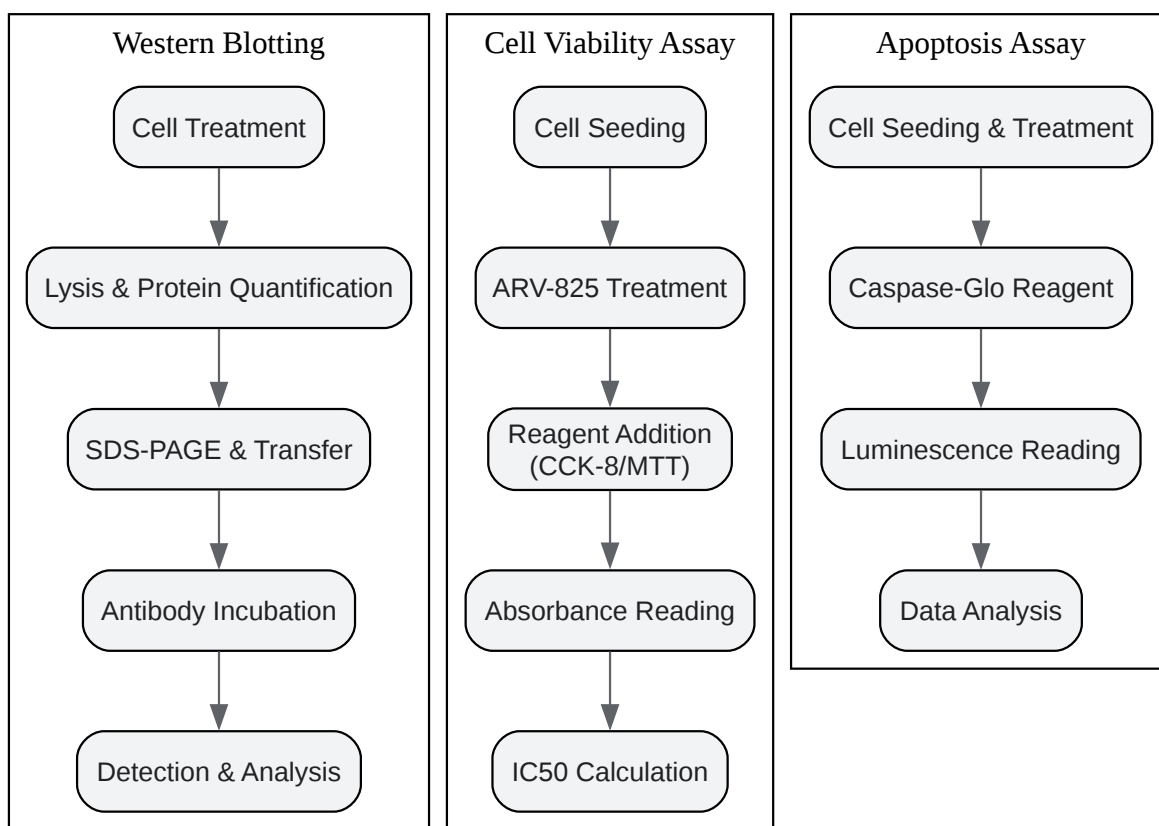 Western Blotting
Cell Treatment
Lysis & Protein Quantification
SDS-PAGE & Transfer
Antibody Incubation
Detection & Analysis
Cell Viability Assay
Cell Seeding
ARV-825 Treatment
Reagent Addition
(CCK-8/MTT)
Absorbance Reading
IC50 Calculation
Apoptosis Assay
Cell Seeding & Treatment
Caspase-Glo Reagent
Luminescence Reading
Data Analysis